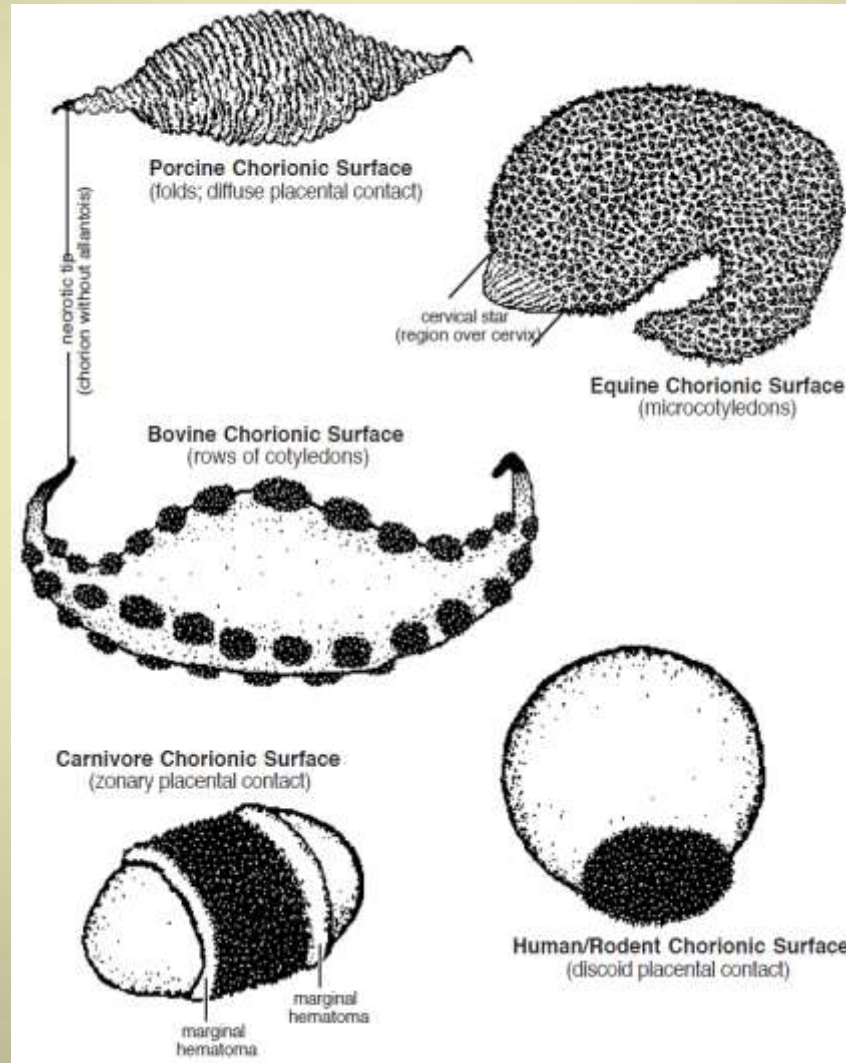 Porcine Chorionic Surface
(folds; diffuse placental contact)
necrotic tip
(chorion without allantois)
cervical star
(region over cervix)
Equine Chorionic Surface
(microcotyledons)
Bovine Chorionic Surface
(rows of cotyledons)
Carnivore Chorionic Surface
(zonary placental contact)
marginal
hematoma
marginal
hematoma
Human/Rodent Chorionic Surface
(discoid placental contact)